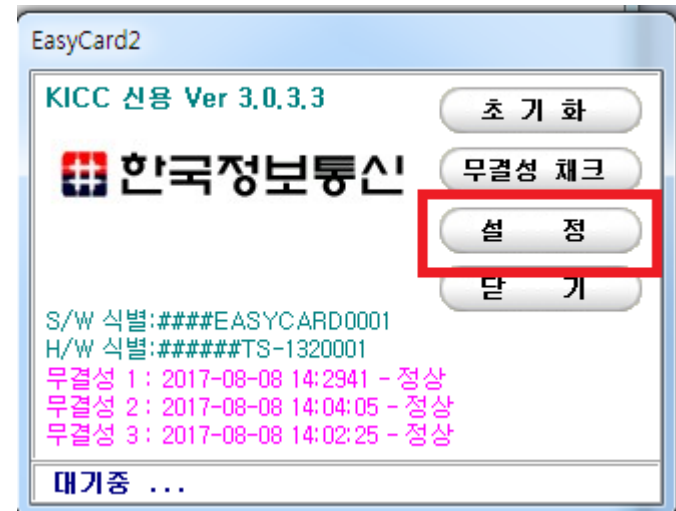 EasyCard2
KICC 신용 Ver 3.0.3.3
초 기 화
한국정보통신
무결성 체크
설 정
닫 기
S/W 식별:####EASYCARD0001
H/W 식별:######TS-1320001
무결성 1 : 2017-08-08 14:2941 - 정상
무결성 2 : 2017-08-08 14:04:05 - 정상
무결성 3 : 2017-08-08 14:02:25 - 정상
대기중 ...